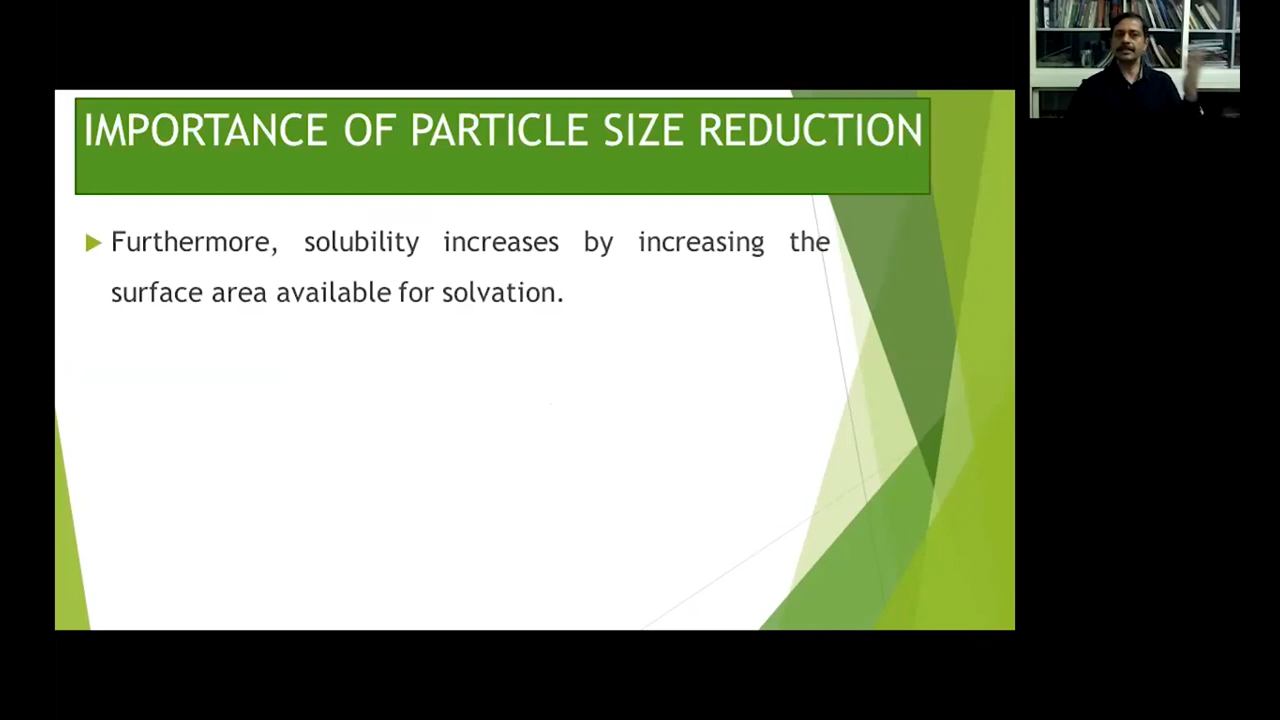 IMPORTANCE OF PARTICLE SIZE REDUCTION
Furthermore, solubility increases by increasing the
surface area available for solvation.